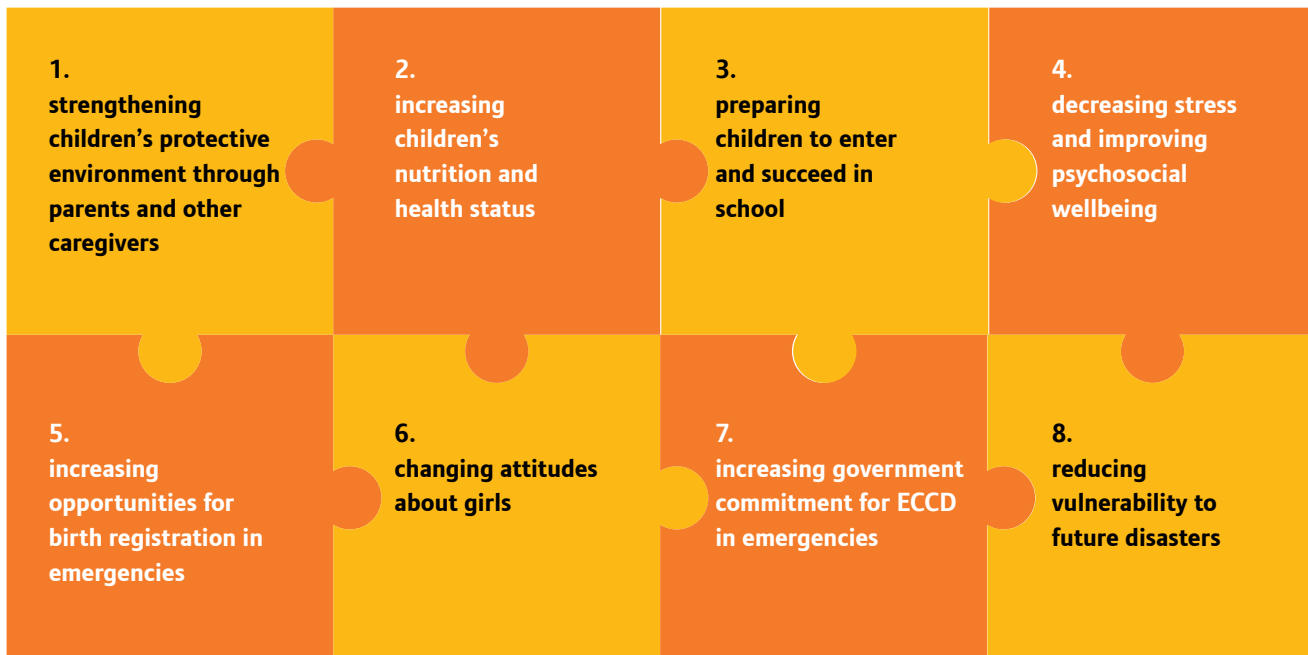 1.
strengthening
children’s protective
environment through
parents and other
caregivers
2.
increasing
children’s
nutrition and
health status
3.
preparing
children to enter
and succeed in
school
4.
decreasing stress
and improving
psychosocial
wellbeing
5.
increasing
opportunities for
birth registration in
emergencies
6.
changing attitudes
about girls
7.
increasing government
commitment for ECCD
in emergencies
8.
reducing
vulnerability to
future disasters